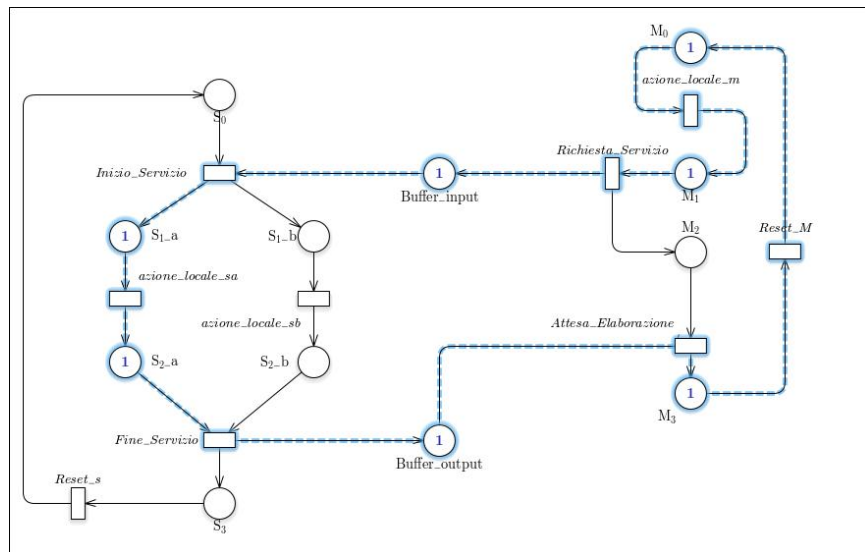 M₀
1
azione_locale_m
S₀
Richiesta_Servizio
Inizio_Servizio
1
Buffer_input
1
M₁
1
S₁_a
S₁_b
M₂
Reset_M
azione_locale_sa
azione_locale_sb
Attesa_Elaborazione
1
S₂_a
S₂_b
1
M₃
Fine_Servizio
1
Buffer_output
Reset_s
S₃